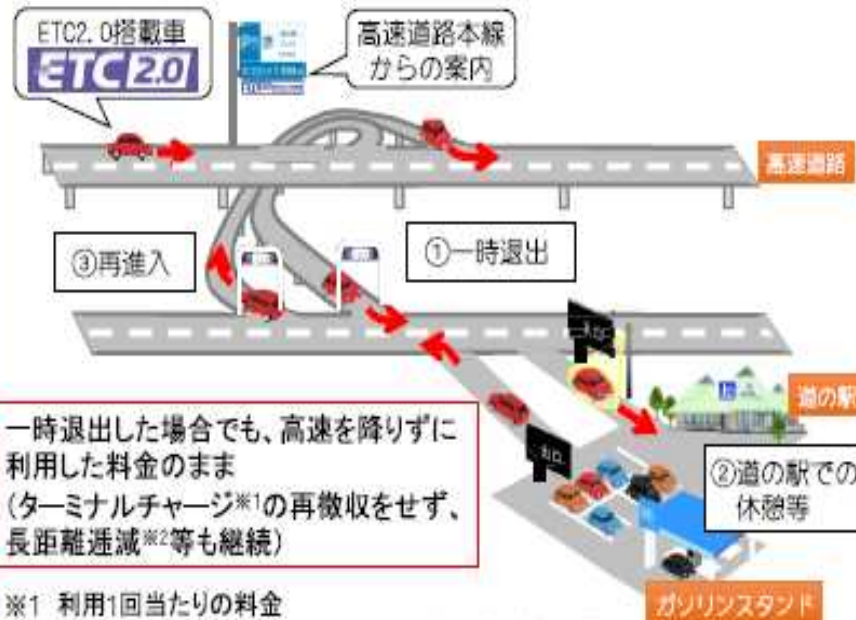 ETC2.0搭載車
ETC 2.0
高速道路本線
からの案内
高速道路
③再進入
①一時退出
入口
道の駅
一時退出した場合でも、高速を降りずに
利用した料金のまま
(ターミナルチャージ※1の再徴収をせず、
長距離逓減※2等も継続)
出口
②道の駅での
休憩等
※1 利用1回当たりの料金
ガソリンスタンド